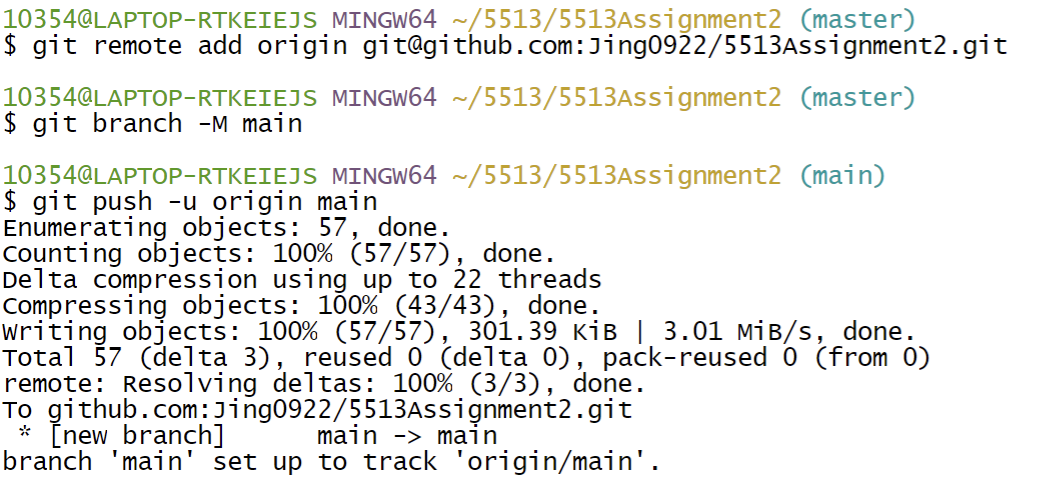 10354@LAPTOP-RTKEIEJS MINGW64 ~/5513/5513Assignment2 (master)
$ git remote add origin git@github.com:Jing0922/5513Assignment2.git
10354@LAPTOP-RTKEIEJS MINGW64 ~/5513/5513Assignment2 (master)
$ git branch -M main
10354@LAPTOP-RTKEIEJS MINGW64 ~/5513/5513Assignment2 (main)
$ git push -u origin main
Enumerating objects: 57, done.
Counting objects: 100% (57/57), done.
Delta compression using up to 22 threads
Compressing objects: 100% (43/43), done.
Writing objects: 100% (57/57), 301.39 KiB | 3.01 MiB/s, done.
Total 57 (delta 3), reused 0 (delta 0), pack-reused 0 (from 0)
remote: Resolving deltas: 100% (3/3), done.
To github.com:Jing0922/5513Assignment2.git
 * [new branch]      main -> main
branch 'main' set up to track 'origin/main'.